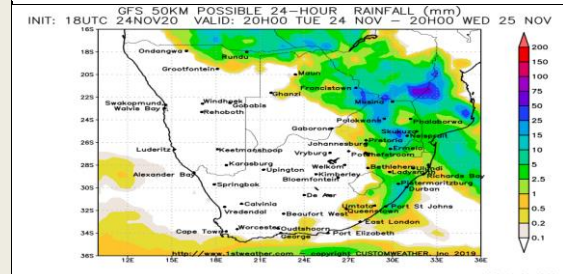 GFS 50KM POSSIBLE 24-HOUR RAINFALL (mm)
INIT: 18UTC 24NOV20 VALID: 20H00 TUE 24 NOV - 20H00 WED 25 NOV
16S
18S
20S
22S
24S
26S
28S
30S
32S
34S
36S
Ondangwa
Rundu
Grootfontein
Maun
Francistown
Ghanzi
Swakopmund
Walvis Bay
Windhoek
Gobabis
Rehoboth
Musina
Polokwane
Phalaborwa
Gaborone
Skukuza
Nelspruit
Pretoria
Johannesburg
Ermelo
Luderitz
Keetmanshoop
Vryburg
Potchefstroom
Karasburg
Upington
Welkom
Bethlehem
Ulundi
Ladysmith
Richards Bay
Alexander Bay
Kimberley
Bloemfontein
Pietermaritzburg
Durban
Springbok
De Aar
Calvinia
Vredendal
Beaufort West
Umtata
Port St Johns
Queenstown
East London
Cape Town
Worcester
Oudtshoorn
George
Port Elizabeth
http://www.1stweather.com - copyright CUSTOMWEATHER, inc 2019
12E 15E 18E 21E 24E 27E 30E 33E 36E
200
150
100
75
50
25
15
10
5
2.5
1
0.5
0.2
0.1